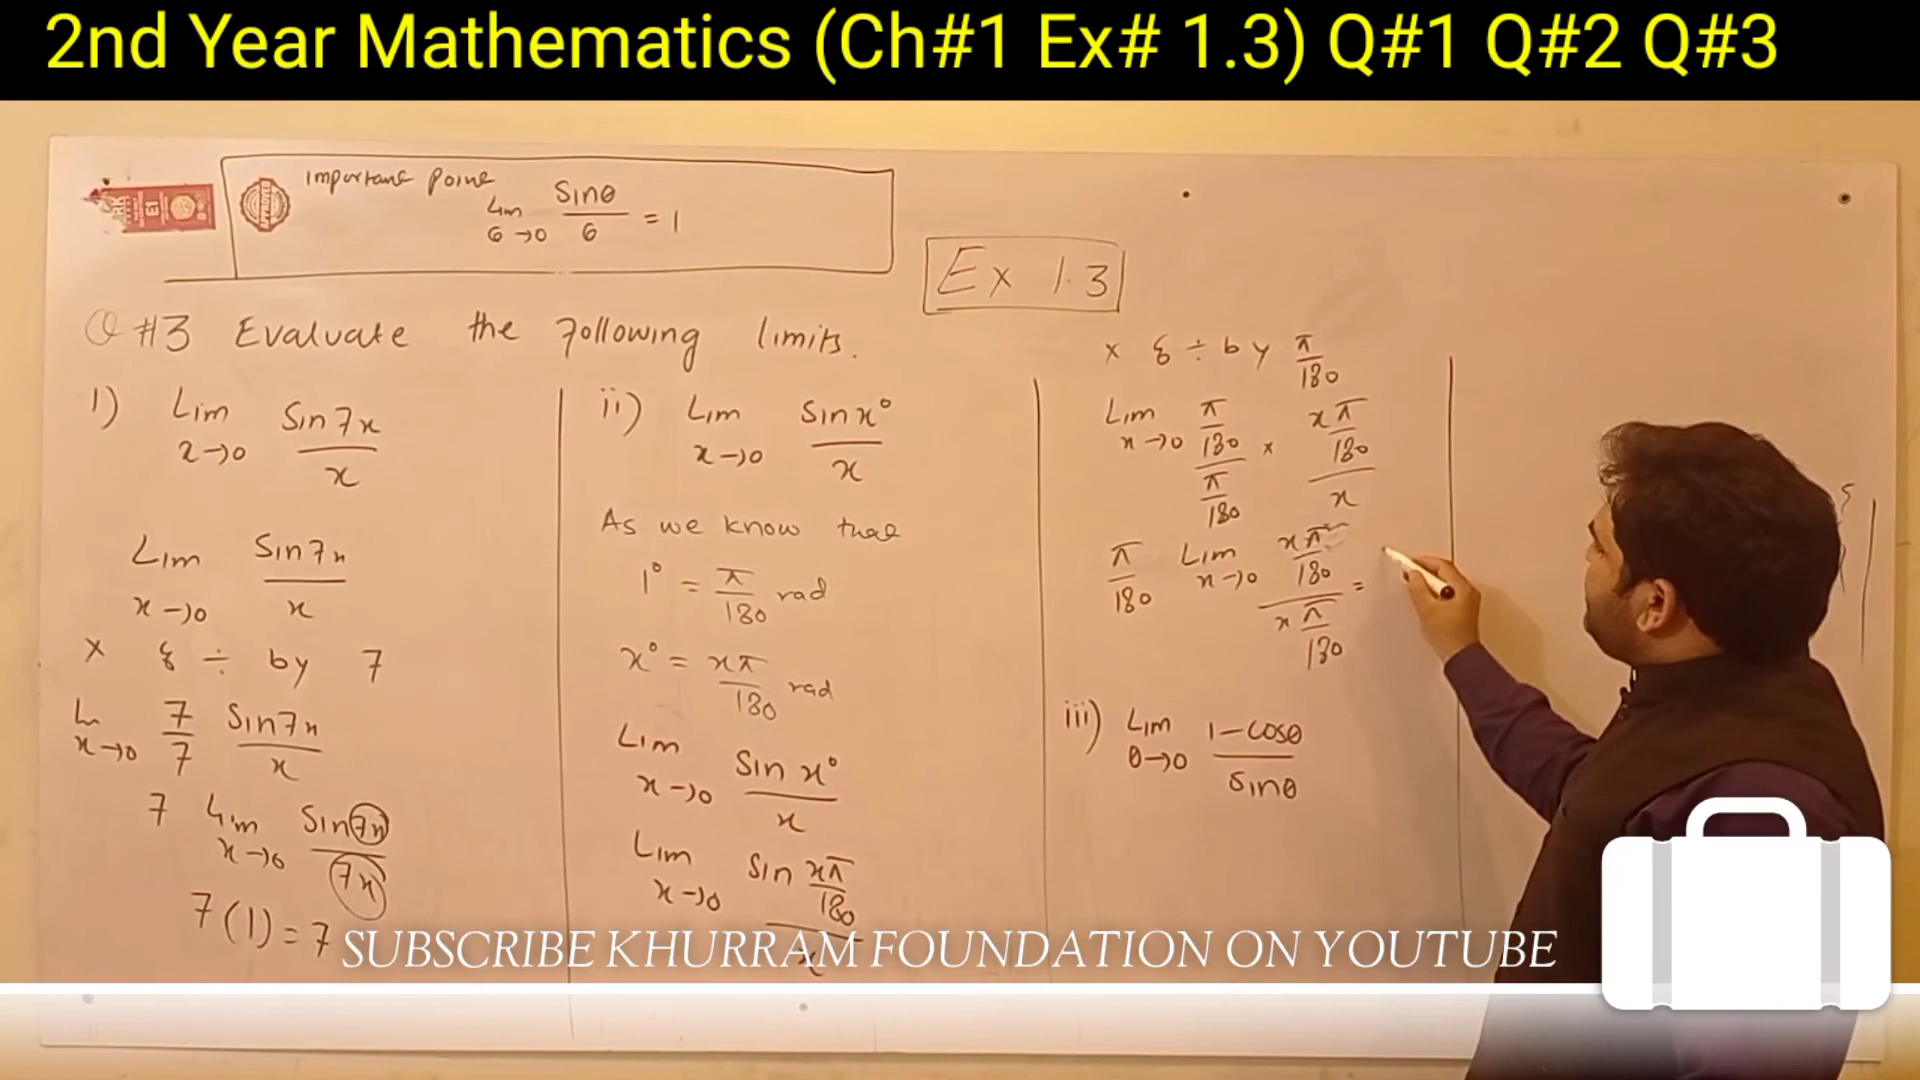 2nd Year Mathematics (Ch#1 Ex# 1.3) Q#1 Q#2 Q#3
Important Point
Lim θ→0 Sinθ/θ = 1
APPROVED
E1
Ex 1.3
Q #3 Evaluate the following limits.
i) Lim x→0 Sin7x/x
Lim x→0 Sin7x/x
x & ÷ by 7
Lim x→0 7/7 Sin7x/x
7 Lim x→0 Sin7x/7x
7(1) = 7
ii) Lim x→0 Sinx°/x
As we know that
1° = π/180 rad
x° = xπ/180 rad
Lim x→0 Sin x°/x
Lim x→0 Sin xπ/180 / x
x & ÷ by π/180
Lim x→0 π/180 / π/180 × xπ/180 / x
π/180 Lim x→0 xπ/180 / xπ/180 =
iii) Lim θ→0 1-cosθ/sinθ
SUBSCRIBE KHURRAM FOUNDATION ON YOUTUBE